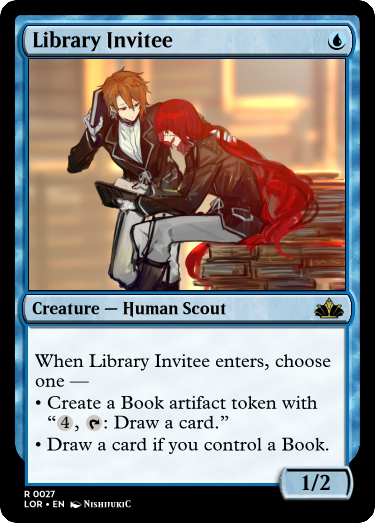 Library Invitee
Creature — Human Scout
When Library Invitee enters, choose
one —
• Create a Book artifact token with
“4, : Draw a card.”
• Draw a card if you control a Book.
1/2
R 0027
LOR • EN NishijukiC